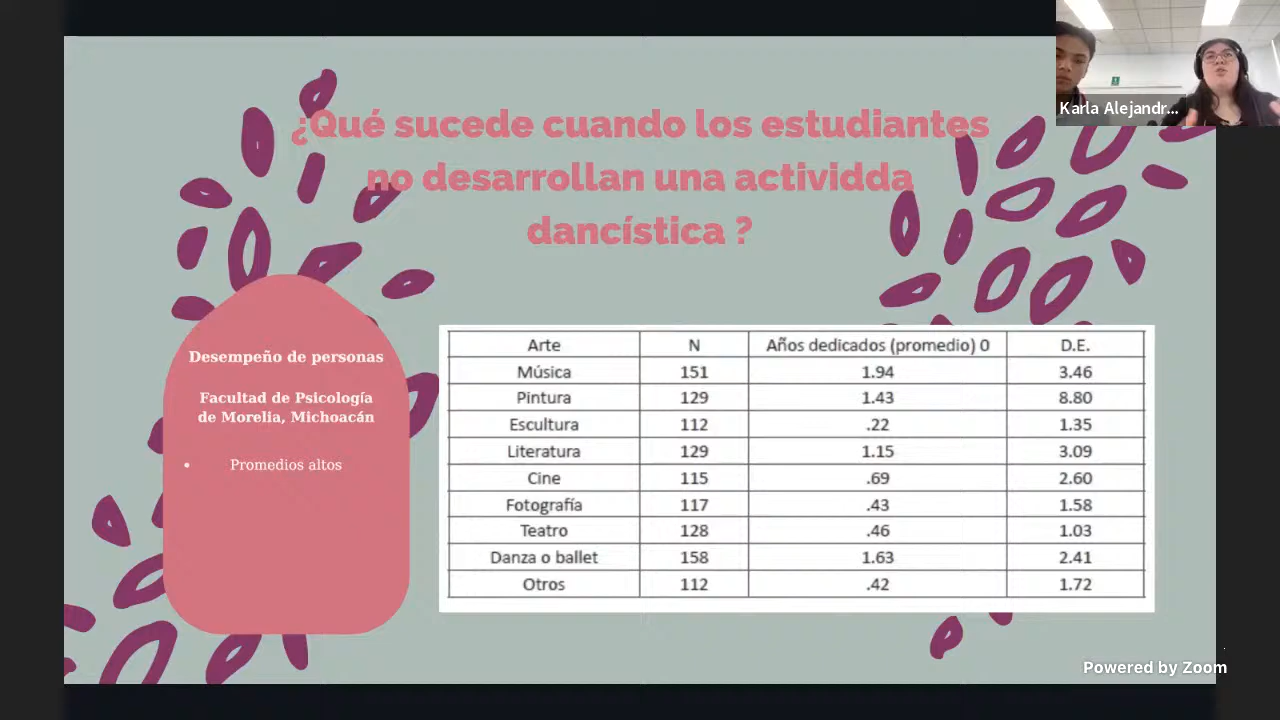 ¿Qué sucede cuando los estudiantes
no desarrollan una actividda
dancística ?
Karla Alejandr...
Desempeño de personas
Facultad de Psicología
de Morelia, Michoacán
• Promedios altos
Arte N Años dedicados (promedio) 0 D.E.
Música 151 1.94 3.46
Pintura 129 1.43 8.80
Escultura 112 .22 1.35
Literatura 129 1.15 3.09
Cine 115 .69 2.60
Fotografía 117 .43 1.58
Teatro 128 .46 1.03
Danza o ballet 158 1.63 2.41
Otros 112 .42 1.72
Powered by Zoom